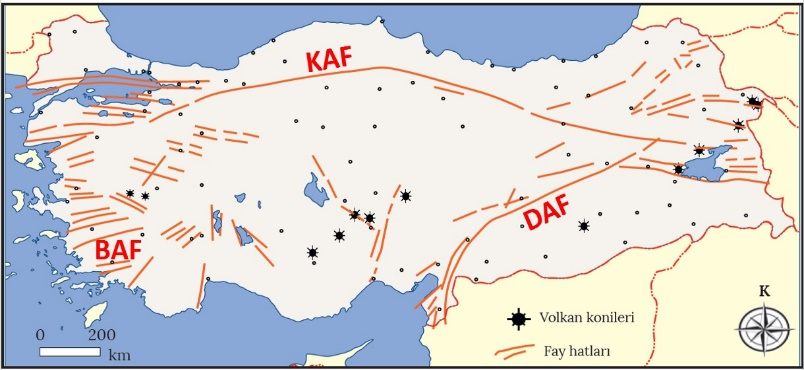 KAF
DAF
BAF
K
Volkan konileri
0 200
km
Fay hatları